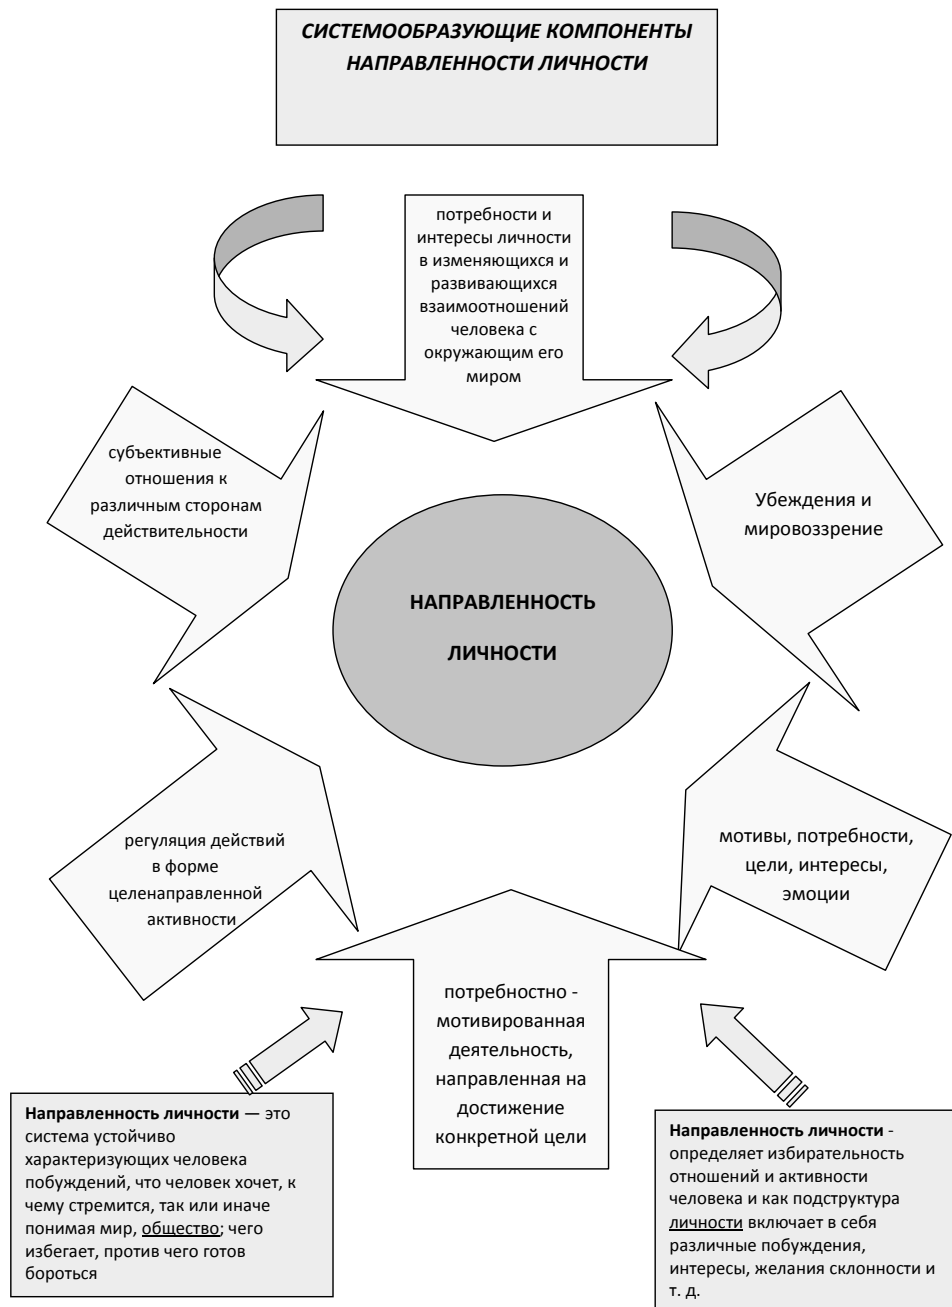 СИСТЕМООБРАЗУЮЩИЕ КОМПОНЕНТЫ
НАПРАВЛЕННОСТИ ЛИЧНОСТИ
потребности и
интересы личности
в изменяющихся и
развивающихся
взаимоотношений
человека с
окружающим его
миром
субъективные
отношения к
различным сторонам
действительности
Убеждения и
мировоззрение
НАПРАВЛЕННОСТЬ
ЛИЧНОСТИ
регуляция действий
в форме
целенаправленной
активности
мотивы, потребности,
цели, интересы,
эмоции
потребностно -
мотивированная
деятельность,
направленная на
достижение
конкретной цели
Направленность личности — это
система устойчиво
характеризующих человека
побуждений, что человек хочет, к
чему стремится, так или иначе
понимая мир, общество; чего
избегает, против чего готов
бороться
Направленность личности -
определяет избирательность
отношений и активности
человека и как подструктура
личности включает в себя
различные побуждения,
интересы, желания склонности и
т. д.